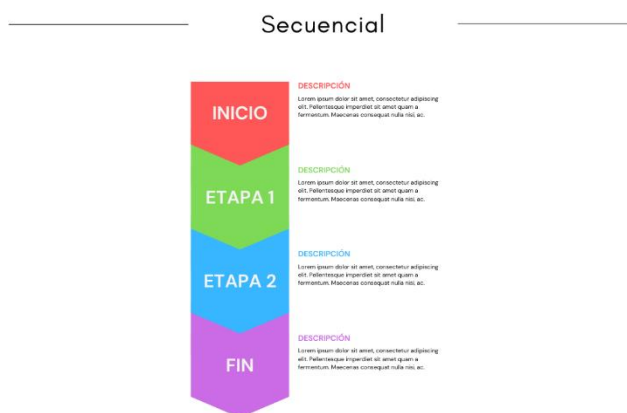 Secuencial
INICIO
DESCRIPCIÓN
Lorem ipsum dolor sit amet, consectetur adipiscing
elit. Pellentesque imperdiet sit amet quam a
fermentum. Maecenas consequat nulla nisi, ac.
ETAPA 1
DESCRIPCIÓN
Lorem ipsum dolor sit amet, consectetur adipiscing
elit. Pellentesque imperdiet sit amet quam a
fermentum. Maecenas consequat nulla nisi, ac.
ETAPA 2
DESCRIPCIÓN
Lorem ipsum dolor sit amet, consectetur adipiscing
elit. Pellentesque imperdiet sit amet quam a
fermentum. Maecenas consequat nulla nisi, ac.
FIN
DESCRIPCIÓN
Lorem ipsum dolor sit amet, consectetur adipiscing
elit. Pellentesque imperdiet sit amet quam a
fermentum. Maecenas consequat nulla nisi, ac.